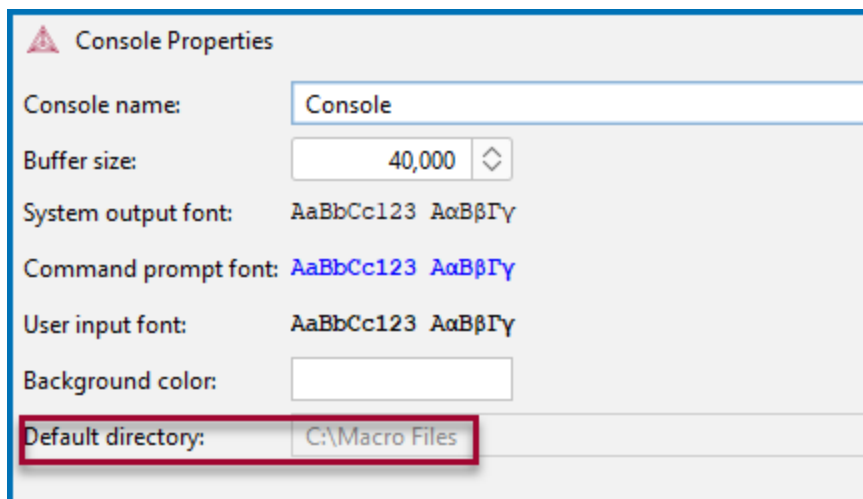 Console Properties
Console name: Console
Buffer size: 40,000
System output font: AaBbCc123 AαBβΓγ
Command prompt font: AaBbCc123 AαBβΓγ
User input font: AaBbCc123 AαBβΓγ
Background color:
Default directory: C:\Macro Files